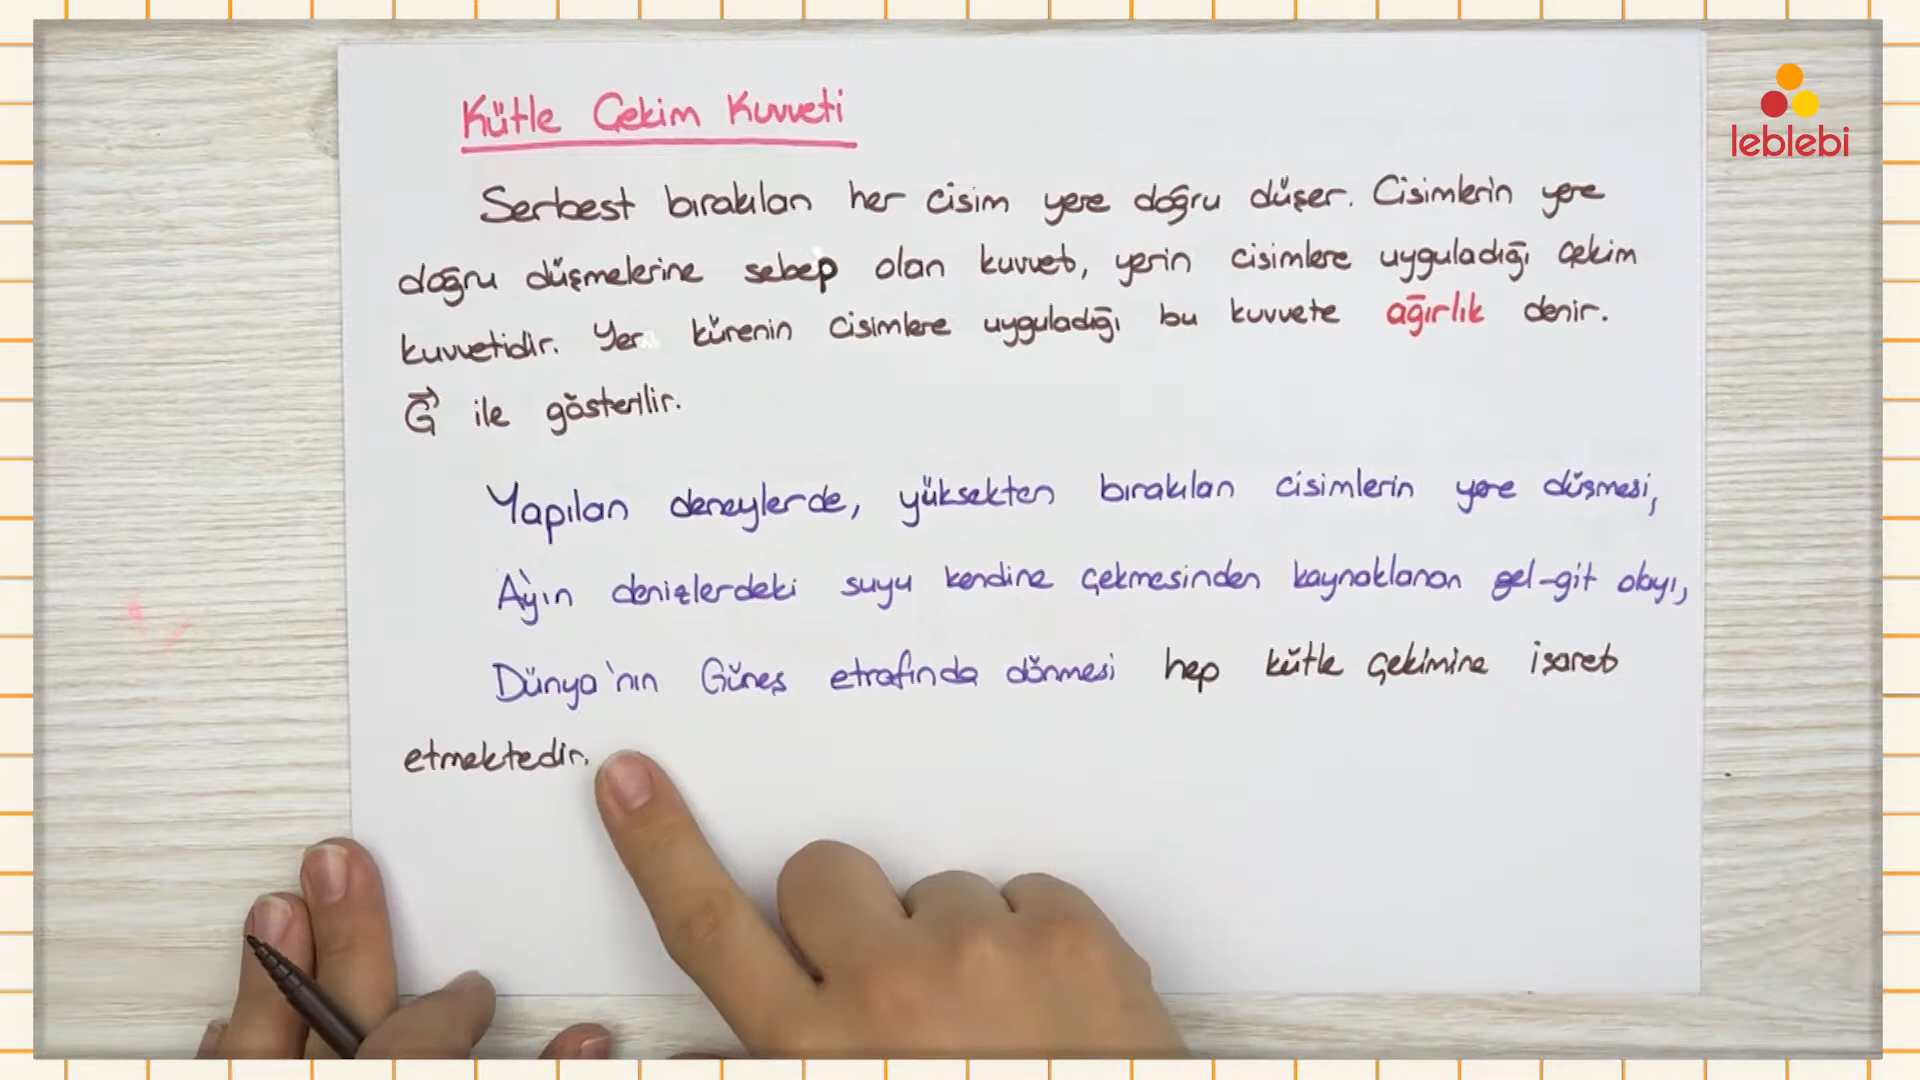 Kütle Çekim Kuvveti
leblebi
Serbest bırakılan her cisim yere doğru düşer. Cisimlerin yere
doğru düşmelerine sebep olan kuvvet, yerin cisimlere uyguladığı çekim
kuvvetidir. Yer kürenin cisimlere uyguladığı bu kuvvete ağırlık denir.
G⃗ ile gösterilir.
Yapılan deneylerde, yüksekten bırakılan cisimlerin yere düşmesi,
Ay'ın denizlerdeki suyu kendine çekmesinden kaynaklanan gel-git olayı,
Dünya'nın Güneş etrafında dönmesi hep kütle çekimine işaret
etmektedir.